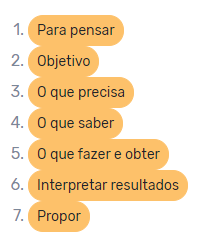 1. Para pensar
2. Objetivo
3. O que precisa
4. O que saber
5. O que fazer e obter
6. Interpretar resultados
7. Propor